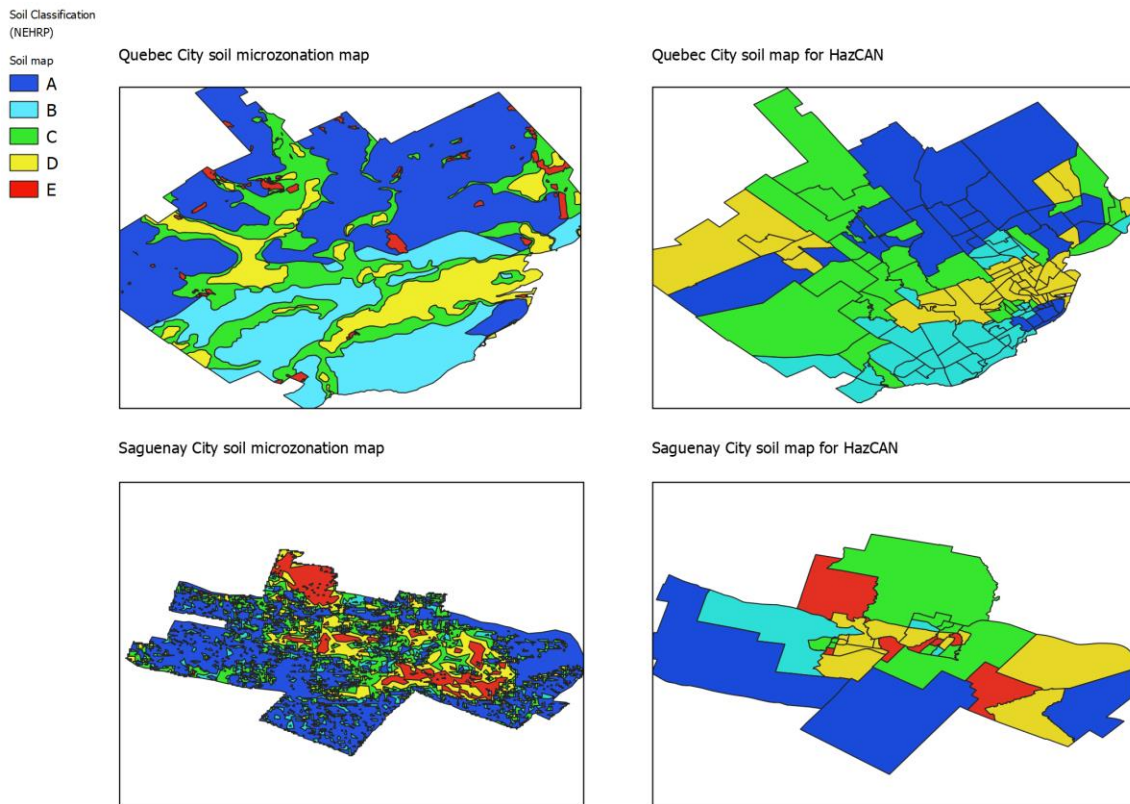 Soil Classification
(NEHRP)
Soil map
A
B
C
D
E
Quebec City soil microzonation map
Quebec City soil map for HazCAN
Saguenay City soil microzonation map
Saguenay City soil map for HazCAN